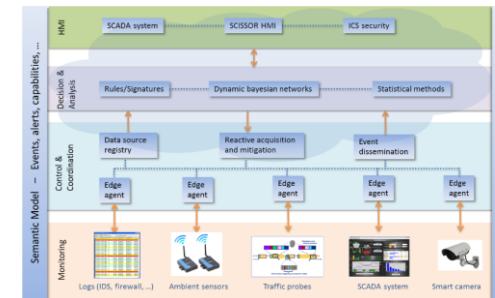 Semantic Model – Events, alerts, capabilities, ...
HMI
SCADA system
SCISSOR HMI
ICS security
Decision &
Analysis
Rules/Signatures
Dynamic bayesian networks
Statistical methods
Control &
Coordination
Data source
registry
Reactive acquisition
and mitigation
Event
dissemination
Edge
agent
Edge
agent
Edge
agent
Edge
agent
Edge
agent
Monitoring
Logs (IDS, firewall, ...)
Ambient sensors
Traffic probes
SCADA system
Smart camera